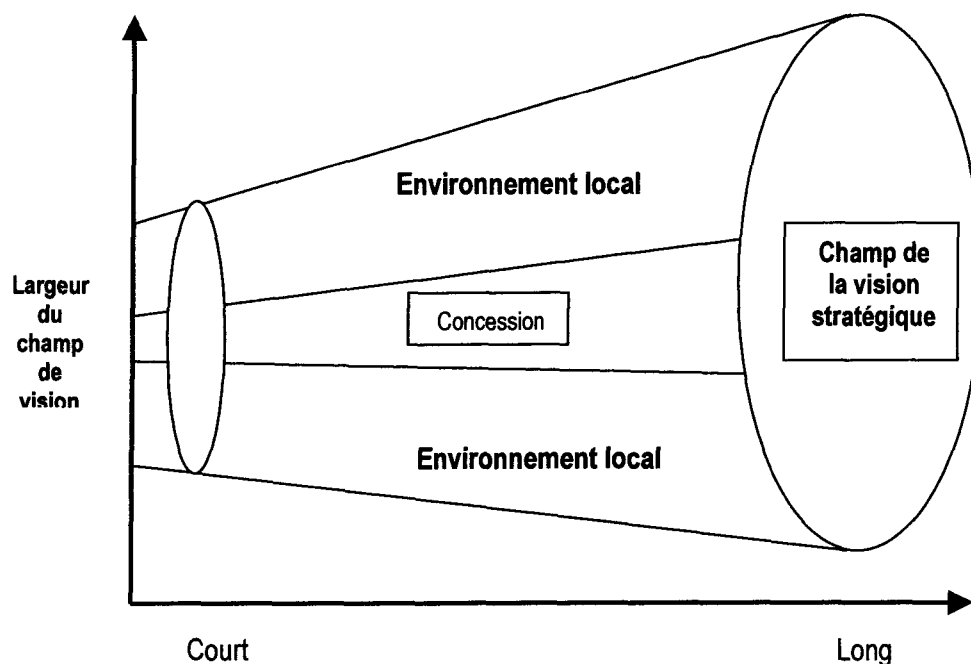 Environnement local
Champ de
la vision
stratégique
Largeur
du
champ
de
vision
Concession
Environnement local
Court
Long